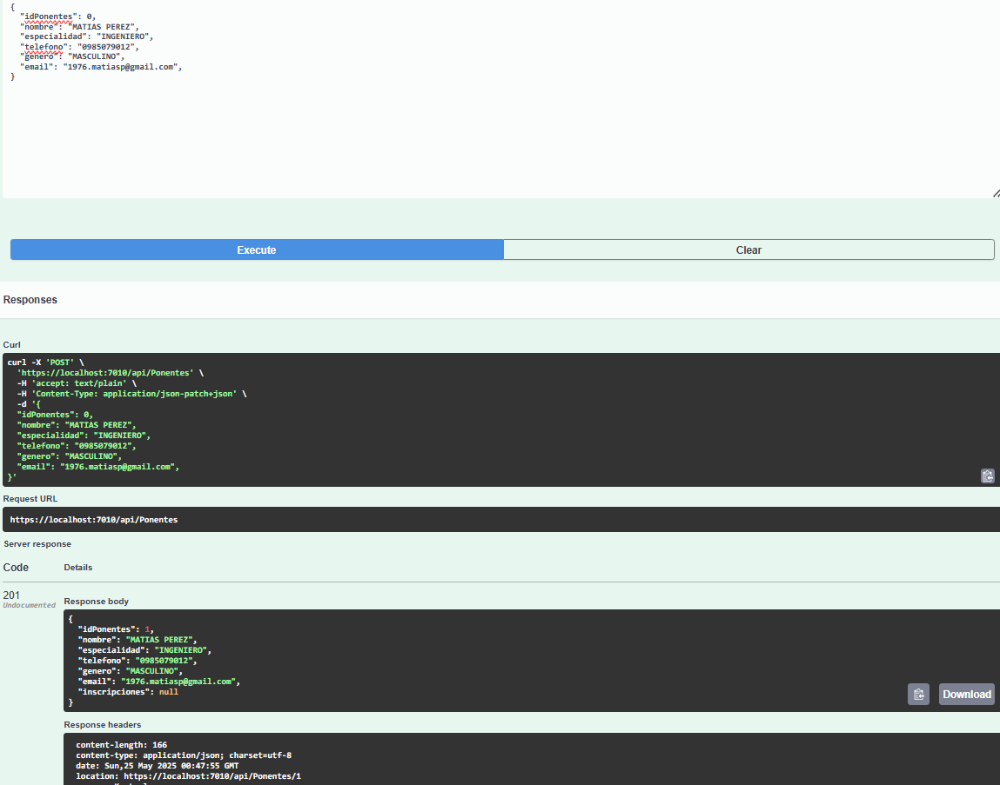 {
  "idPonentes": 0,
  "nombre": "MATIAS PEREZ",
  "especialidad": "INGENIERO",
  "telefono": "0985079012",
  "genero": "MASCULINO",
  "email": "1976.matiasp@gmail.com",
}
Execute
Clear
Responses
Curl
curl -X 'POST' \
  'https://localhost:7010/api/Ponentes' \
  -H 'accept: text/plain' \
  -H 'Content-Type: application/json-patch+json' \
  -d '{
  "idPonentes": 0,
  "nombre": "MATIAS PEREZ",
  "especialidad": "INGENIERO",
  "telefono": "0985079012",
  "genero": "MASCULINO",
  "email": "1976.matiasp@gmail.com",
}'
Request URL
https://localhost:7010/api/Ponentes
Server response
Code Details
201
Undocumented
Response body
{
  "idPonentes": 1,
  "nombre": "MATIAS PEREZ",
  "especialidad": "INGENIERO",
  "telefono": "0985079012",
  "genero": "MASCULINO",
  "email": "1976.matiasp@gmail.com",
  "inscripciones": null
}
Download
Response headers
content-length: 166
content-type: application/json; charset=utf-8
date: Sun,25 May 2025 00:47:55 GMT
location: https://localhost:7010/api/Ponentes/1